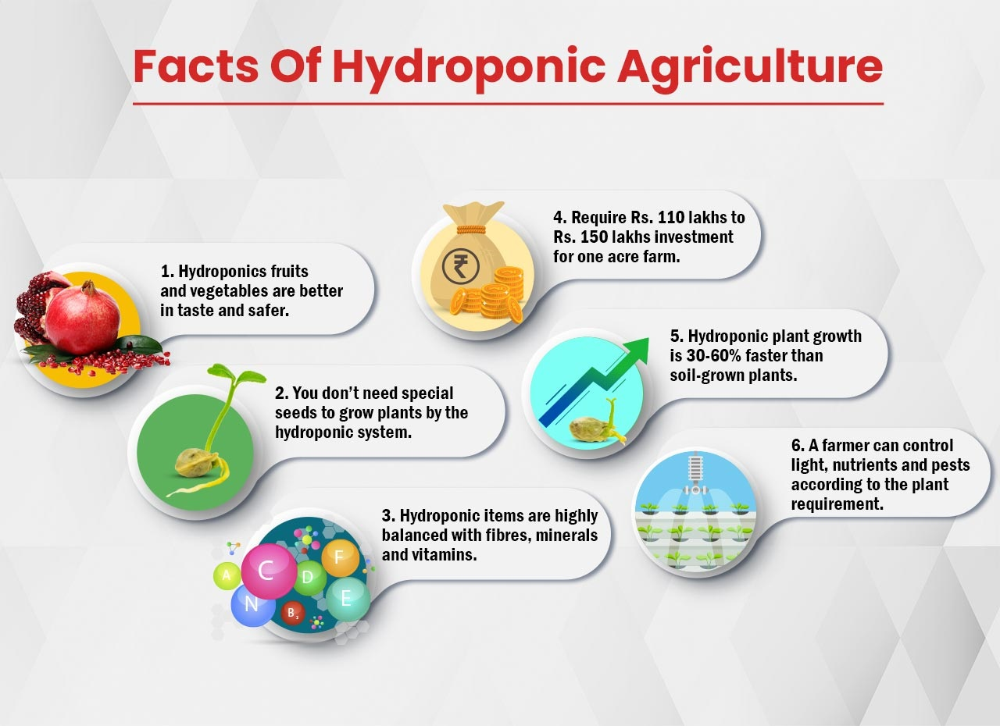 Facts Of Hydroponic Agriculture
1. Hydroponics fruits
and vegetables are better
in taste and safer.
2. You don’t need special
seeds to grow plants by the
hydroponic system.
3. Hydroponic items are highly
balanced with fibres, minerals
and vitamins.
A
C
N
D
F
B₂
E
4. Require Rs. 110 lakhs to
Rs. 150 lakhs investment
for one acre farm.
₹
5. Hydroponic plant growth
is 30-60% faster than
soil-grown plants.
6. A farmer can control
light, nutrients and pests
according to the plant
requirement.